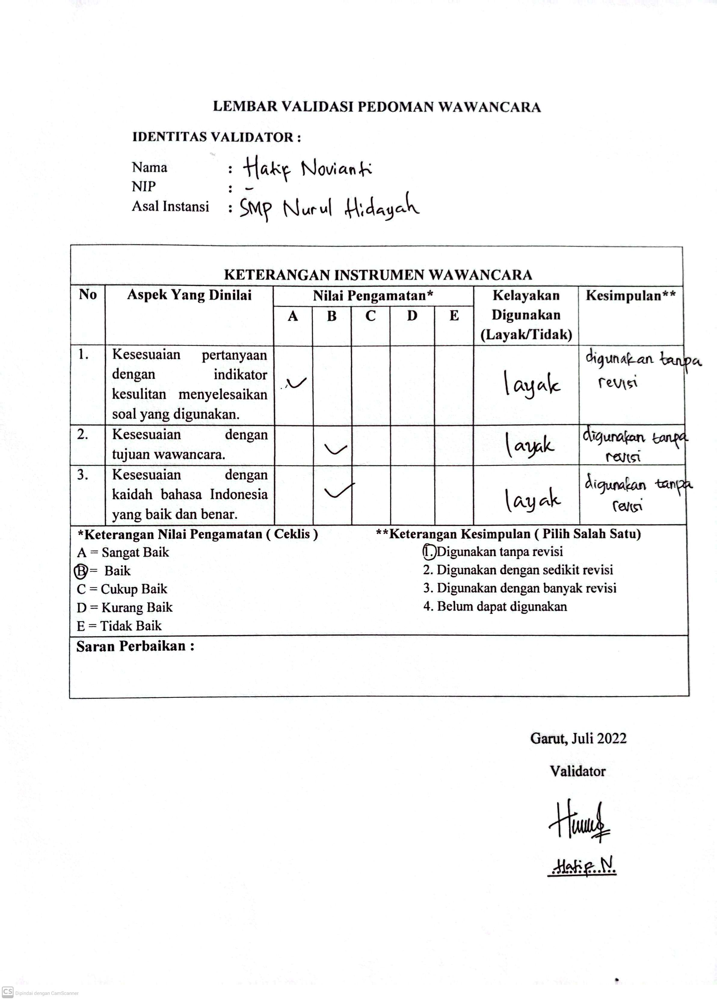 LEMBAR VALIDASI PEDOMAN WAWANCARA
IDENTITAS VALIDATOR :
Nama : Hatif Novianti
NIP : -
Asal Instansi : SMP Nurul Hidayah
KETERANGAN INSTRUMEN WAWANCARA
No Aspek Yang Dinilai Nilai Pengamatan* Kelayakan Digunakan (Layak/Tidak) Kesimpulan**
A B C D E
1. Kesesuaian pertanyaan digunakan tanpa
dengan indikator layak revisi
kesulitan menyelesaikan
soal yang digunakan.
2. Kesesuaian dengan layak digunakan tanpa
tujuan wawancara. revisi
3. Kesesuaian dengan digunakan tanpa
kaidah bahasa Indonesia layak revisi
yang baik dan benar.
*Keterangan Nilai Pengamatan ( Ceklis ) **Keterangan Kesimpulan ( Pilih Salah Satu)
A = Sangat Baik 1. Digunakan tanpa revisi
B = Baik 2. Digunakan dengan sedikit revisi
C = Cukup Baik 3. Digunakan dengan banyak revisi
D = Kurang Baik 4. Belum dapat digunakan
E = Tidak Baik
Saran Perbaikan :
Garut, Juli 2022
Validator
Hatif N
CS Dipindai dengan CamScanner